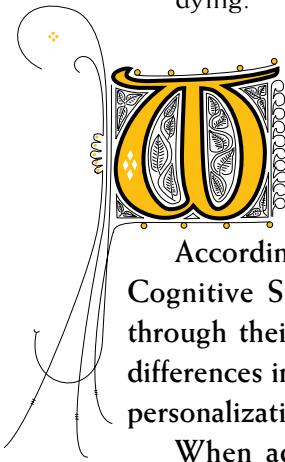 dying.
W
Accordin
Cognitive S
through thei
differences i
personalizati
When ac